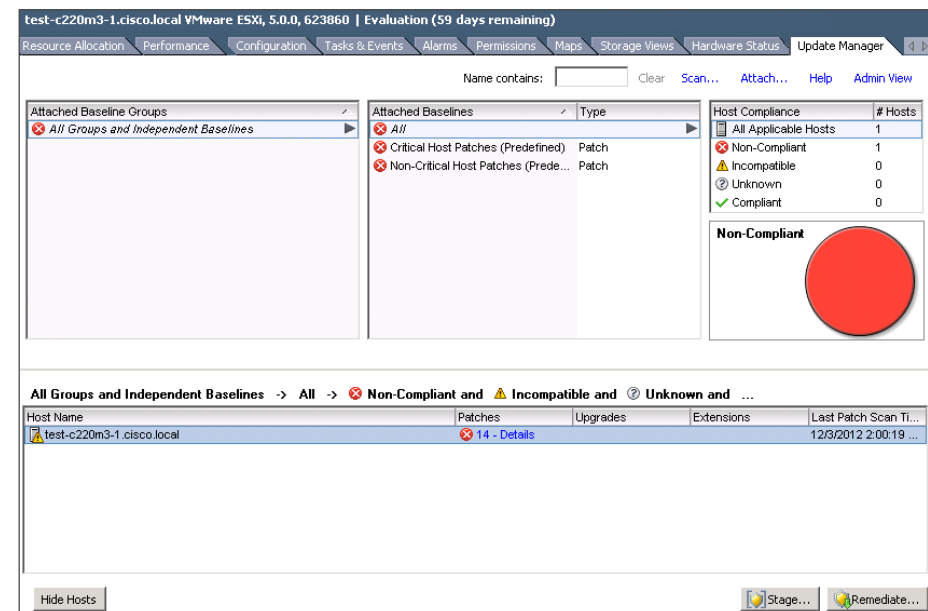 test-c220m3-1.cisco.local VMware ESXi, 5.0.0, 623860 | Evaluation (59 days remaining)
Resource Allocation Performance Configuration Tasks & Events Alarms Permissions Maps Storage Views Hardware Status Update Manager
Name contains: Clear Scan... Attach... Help Admin View
Attached Baseline Groups
All Groups and Independent Baselines
Attached Baselines Type
All
Critical Host Patches (Predefined) Patch
Non-Critical Host Patches (Prede... Patch
Host Compliance # Hosts
All Applicable Hosts 1
Non-Compliant 1
Incompatible 0
Unknown 0
Compliant 0
Non-Compliant
All Groups and Independent Baselines -> All -> Non-Compliant and Incompatible and Unknown and ...
Host Name Patches Upgrades Extensions Last Patch Scan Ti...
test-c220m3-1.cisco.local 14 - Details 12/3/2012 2:00:19 ...
Hide Hosts Stage... Remediate...